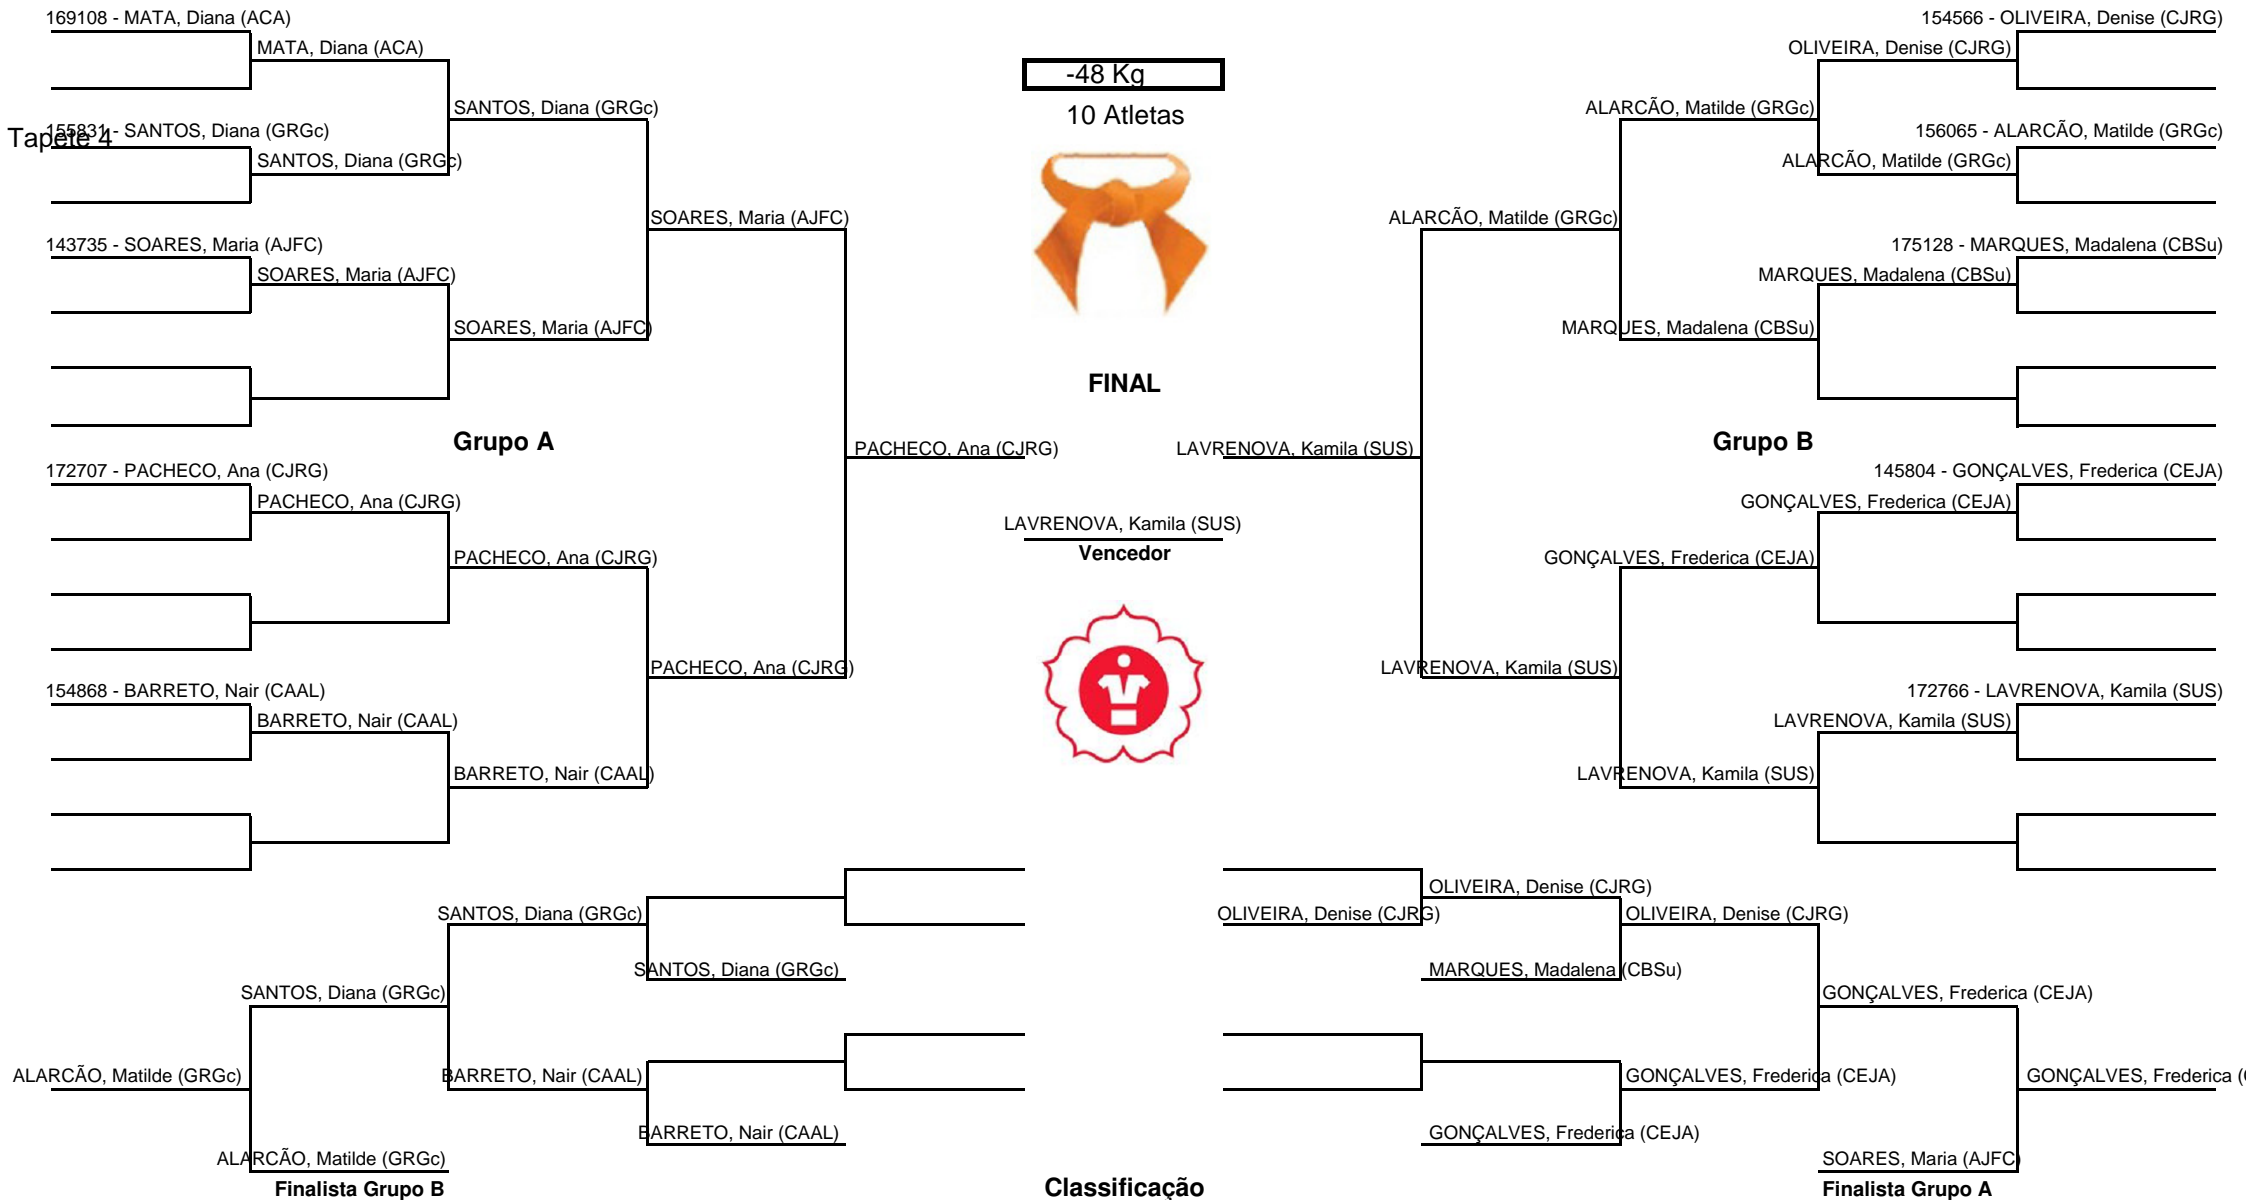 169108 - MATA, Diana (ACA)
MATA, Diana (ACA)
SANTOS, Diana (GRGc)
Tapete 4
155831 - SANTOS, Diana (GRGc)
SANTOS, Diana (GRGc)
SOARES, Maria (AJFC)
143735 - SOARES, Maria (AJFC)
SOARES, Maria (AJFC)
SOARES, Maria (AJFC)
Grupo A
PACHECO, Ana (CJRG)
172707 - PACHECO, Ana (CJRG)
PACHECO, Ana (CJRG)
PACHECO, Ana (CJRG)
PACHECO, Ana (CJRG)
154868 - BARRETO, Nair (CAAL)
BARRETO, Nair (CAAL)
BARRETO, Nair (CAAL)
-48 Kg
10 Atletas
FINAL
LAVRENOVA, Kamila (SUS)
Vencedor
154566 - OLIVEIRA, Denise (CJRG)
OLIVEIRA, Denise (CJRG)
ALARCÃO, Matilde (GRGc)
156065 - ALARCÃO, Matilde (GRGc)
ALARCÃO, Matilde (GRGc)
ALARCÃO, Matilde (GRGc)
175128 - MARQUES, Madalena (CBSu)
MARQUES, Madalena (CBSu)
MARQUES, Madalena (CBSu)
Grupo B
LAVRENOVA, Kamila (SUS)
145804 - GONÇALVES, Frederica (CEJA)
GONÇALVES, Frederica (CEJA)
GONÇALVES, Frederica (CEJA)
LAVRENOVA, Kamila (SUS)
172766 - LAVRENOVA, Kamila (SUS)
LAVRENOVA, Kamila (SUS)
LAVRENOVA, Kamila (SUS)
SANTOS, Diana (GRGc)
SANTOS, Diana (GRGc)
SANTOS, Diana (GRGc)
ALARCÃO, Matilde (GRGc)
BARRETO, Nair (CAAL)
BARRETO, Nair (CAAL)
ALARCÃO, Matilde (GRGc)
Finalista Grupo B
OLIVEIRA, Denise (CJRG)
OLIVEIRA, Denise (CJRG)
OLIVEIRA, Denise (CJRG)
MARQUES, Madalena (CBSu)
GONÇALVES, Frederica (CEJA)
GONÇALVES, Frederica (CEJA)
GONÇALVES, Frederica (
GONÇALVES, Frederica (CEJA)
SOARES, Maria (AJFC)
Finalista Grupo A
Classificação